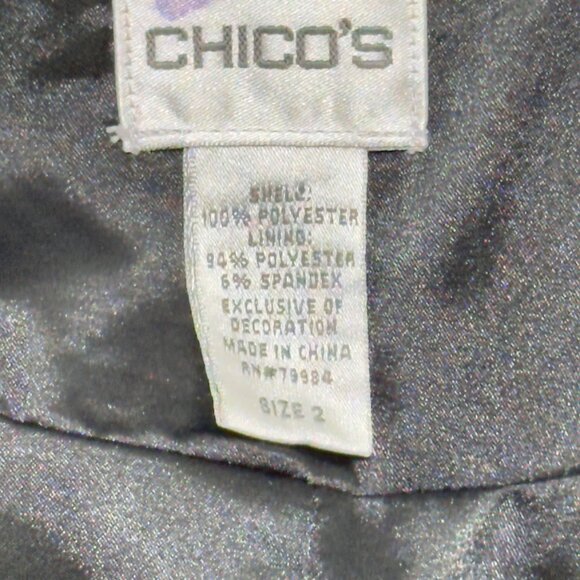 CHICO'S
SHELL:
100% POLYESTER
LINING:
94% POLYESTER
6% SPANDEX
EXCLUSIVE OF
DECORATION
MADE IN CHINA
RN#79984
SIZE 2